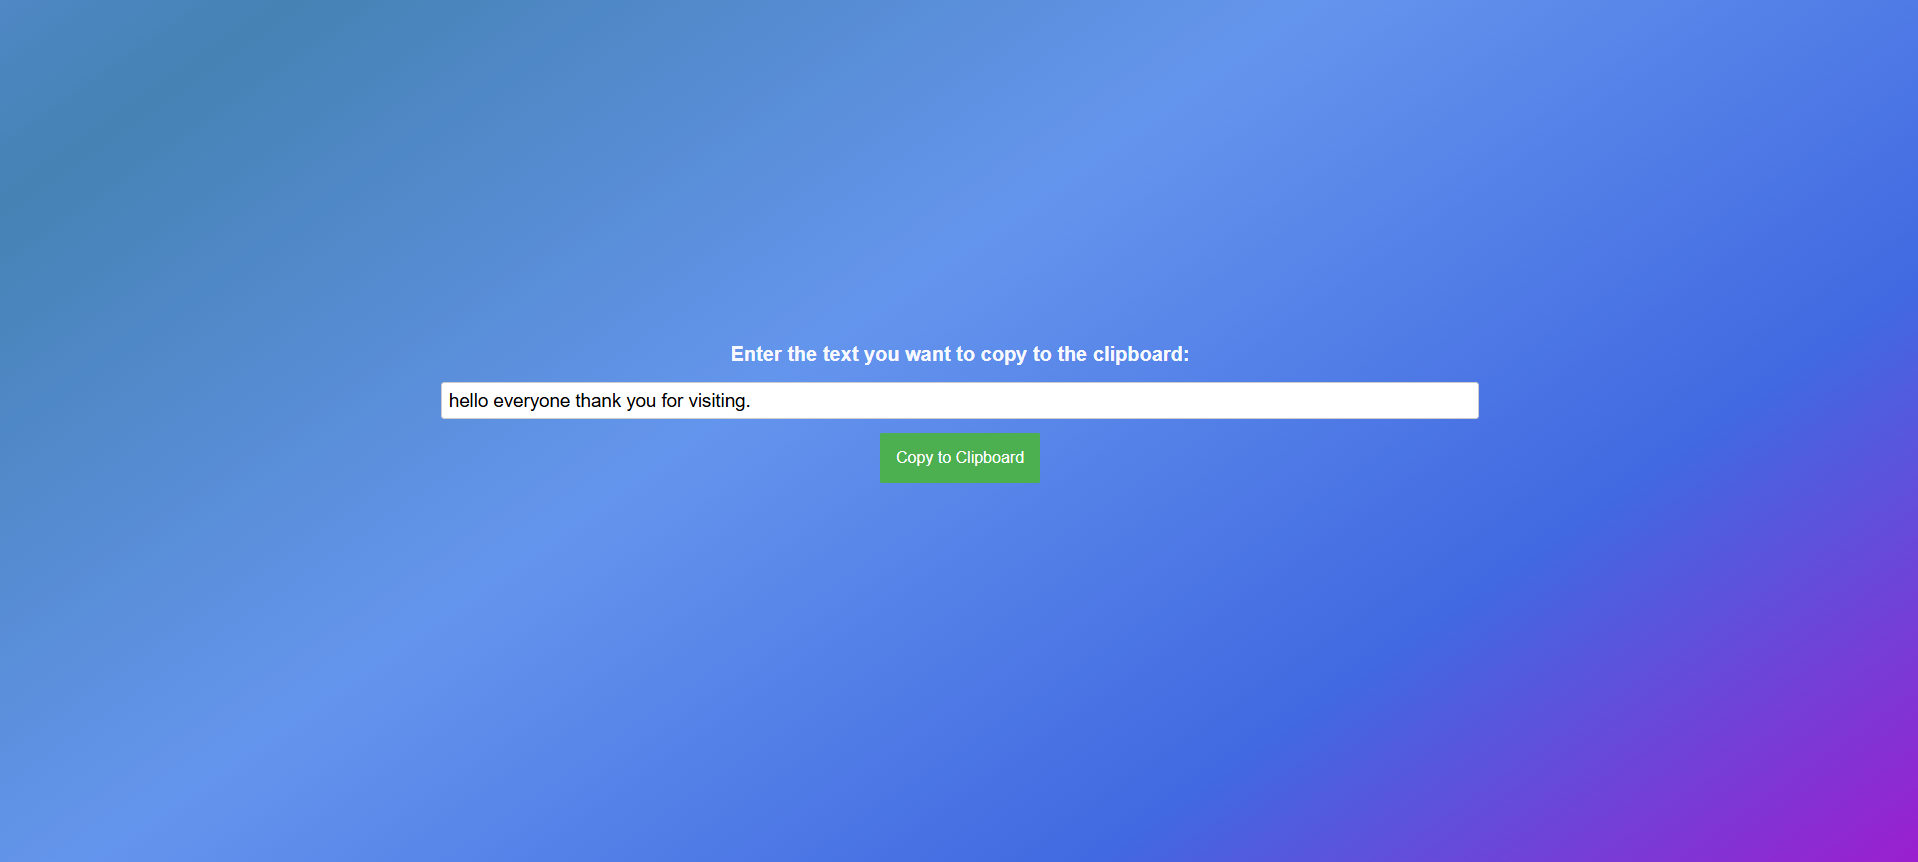 Enter the text you want to copy to the clipboard:
hello everyone thank you for visiting.
Copy to Clipboard